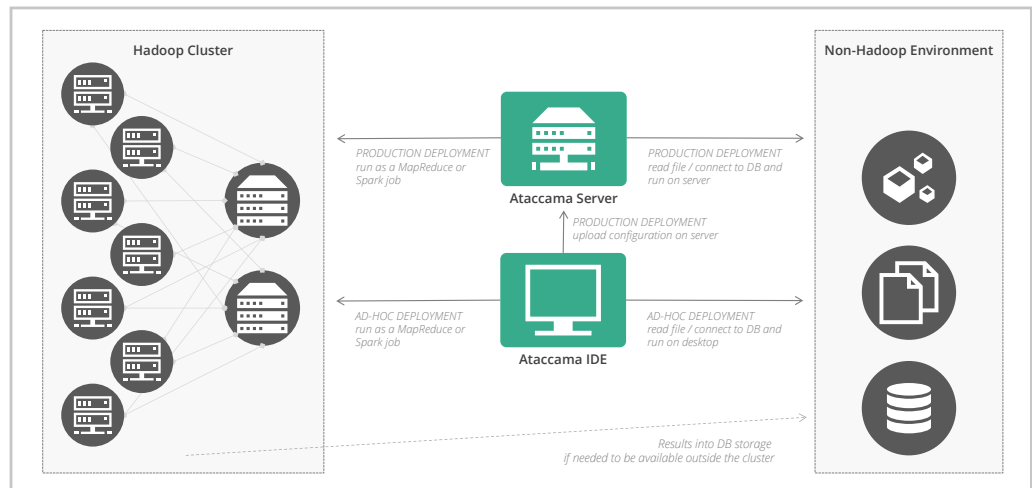 Hadoop Cluster
Non-Hadoop Environment
PRODUCTION DEPLOYMENT
run as a MapReduce or
Spark job
PRODUCTION DEPLOYMENT
read file / connect to DB and
run on server
Ataccama Server
PRODUCTION DEPLOYMENT
upload configuration on server
AD-HOC DEPLOYMENT
run as a MapReduce or
Spark job
AD-HOC DEPLOYMENT
read file / connect to DB and
run on desktop
Ataccama IDE
Results into DB storage
if needed to be available outside the cluster